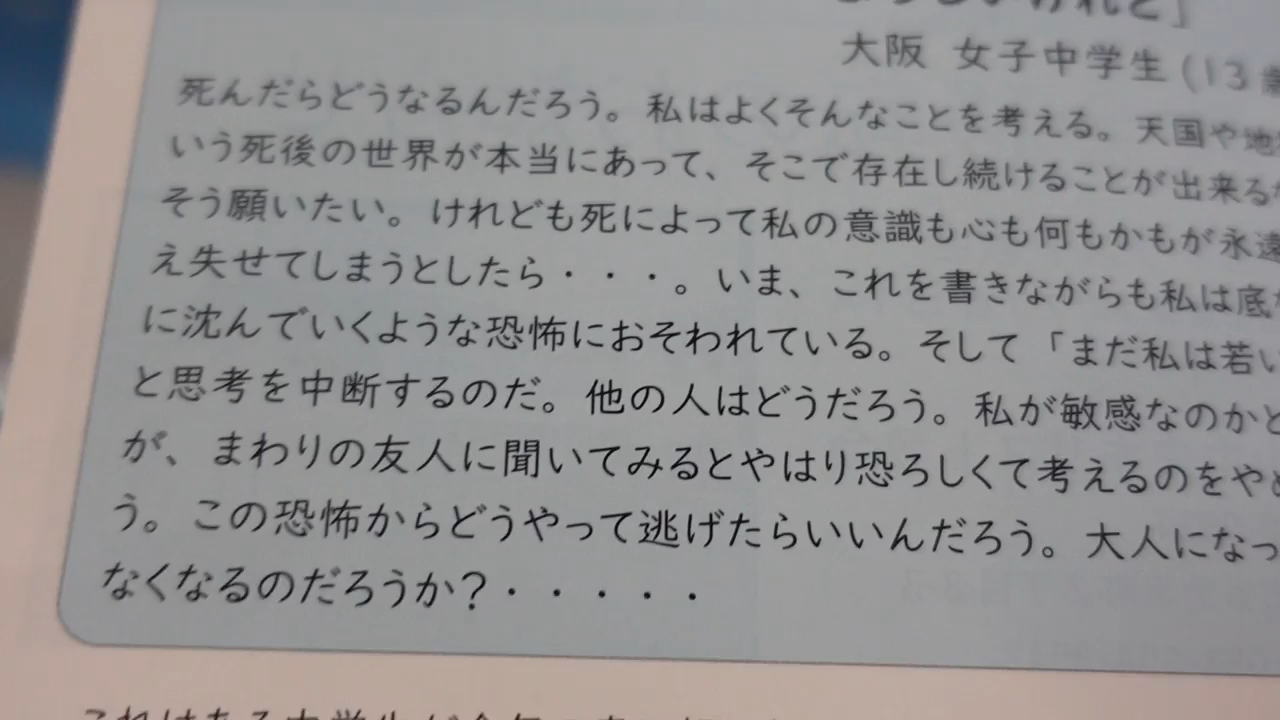 大阪 女子中学生(13歳
死んだらどうなるんだろう。私はよくそんなことを考える。天国や地
いう死後の世界が本当にあって、そこで存在し続けることが出来る
そう願いたい。けれども死によって私の意識も心も何もかもが永遠
え失せてしまうとしたら・・・。いま、これを書きながらも私は底
に沈んでいくような恐怖におそわれている。そして「まだ私は若い
と思考を中断するのだ。他の人はどうだろう。私が敏感なのかと
が、まわりの友人に聞いてみるとやはり恐ろしくて考えるのをやめ
う。この恐怖からどうやって逃げたらいいんだろう。大人になっ
なくなるのだろうか?・・・・・